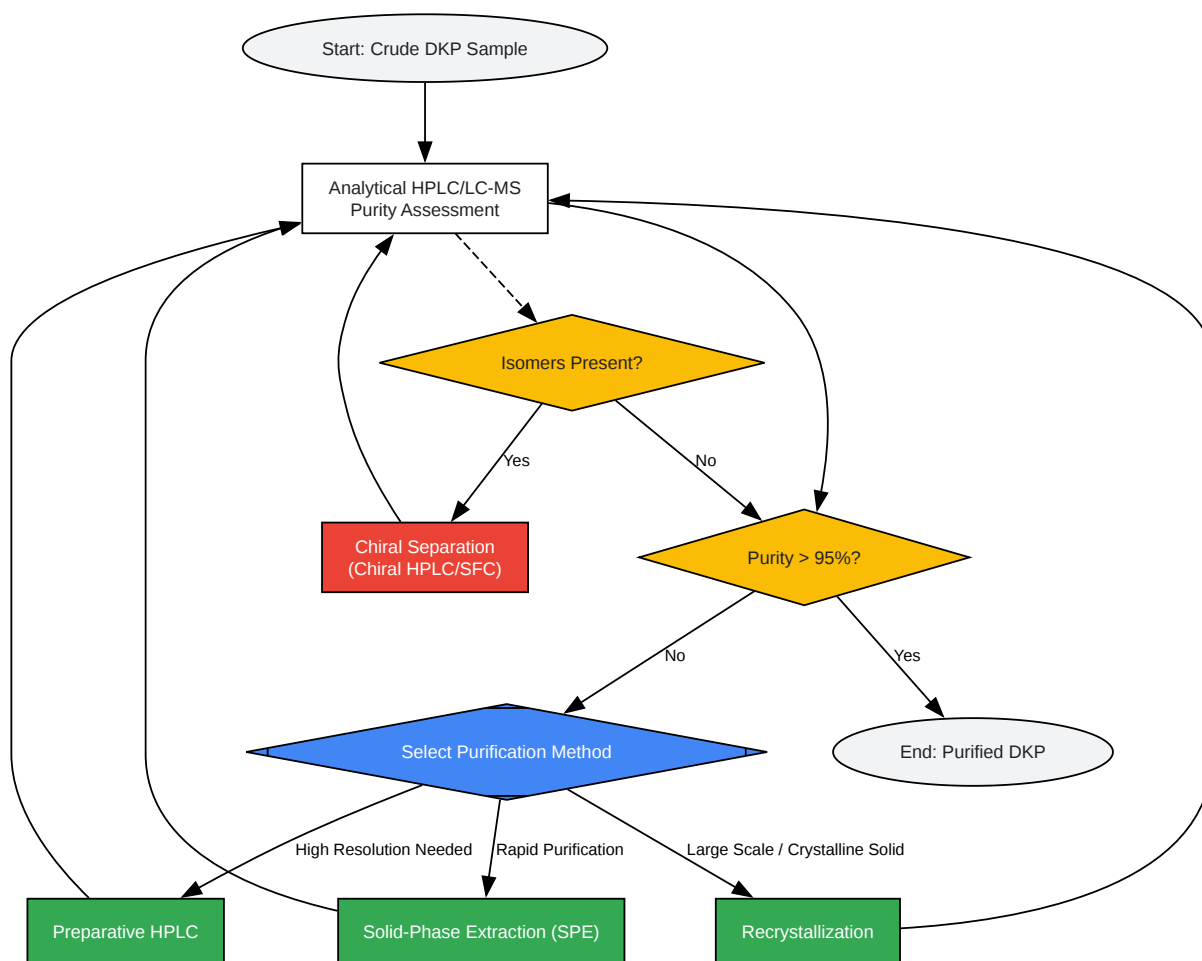 Start: Crude DKP Sample
Analytical HPLC/LC-MS
Purity Assessment
Isomers Present?
Yes
No
Chiral Separation
(Chiral HPLC/SFC)
Purity > 95%?
No
Yes
Select Purification Method
End: Purified DKP
High Resolution Needed
Rapid Purification
Large Scale / Crystalline Solid
Preparative HPLC
Solid-Phase Extraction (SPE)
Recrystallization